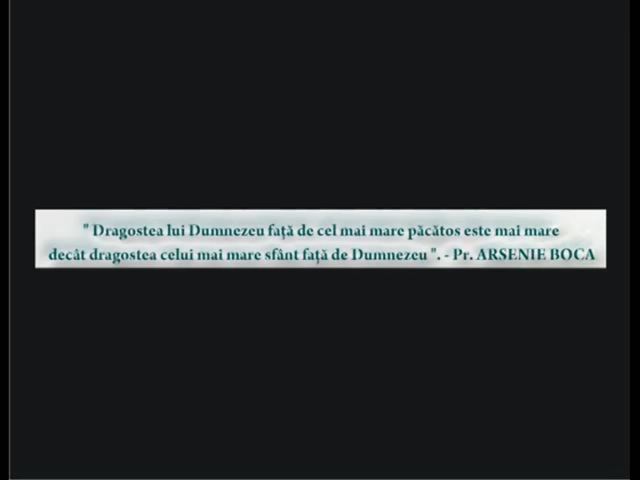 " Dragostea lui Dumnezeu față de cel mai mare păcătos este mai mare
decât dragostea celui mai mare sfânt față de Dumnezeu ". - Pr. ARSENIE BOCA